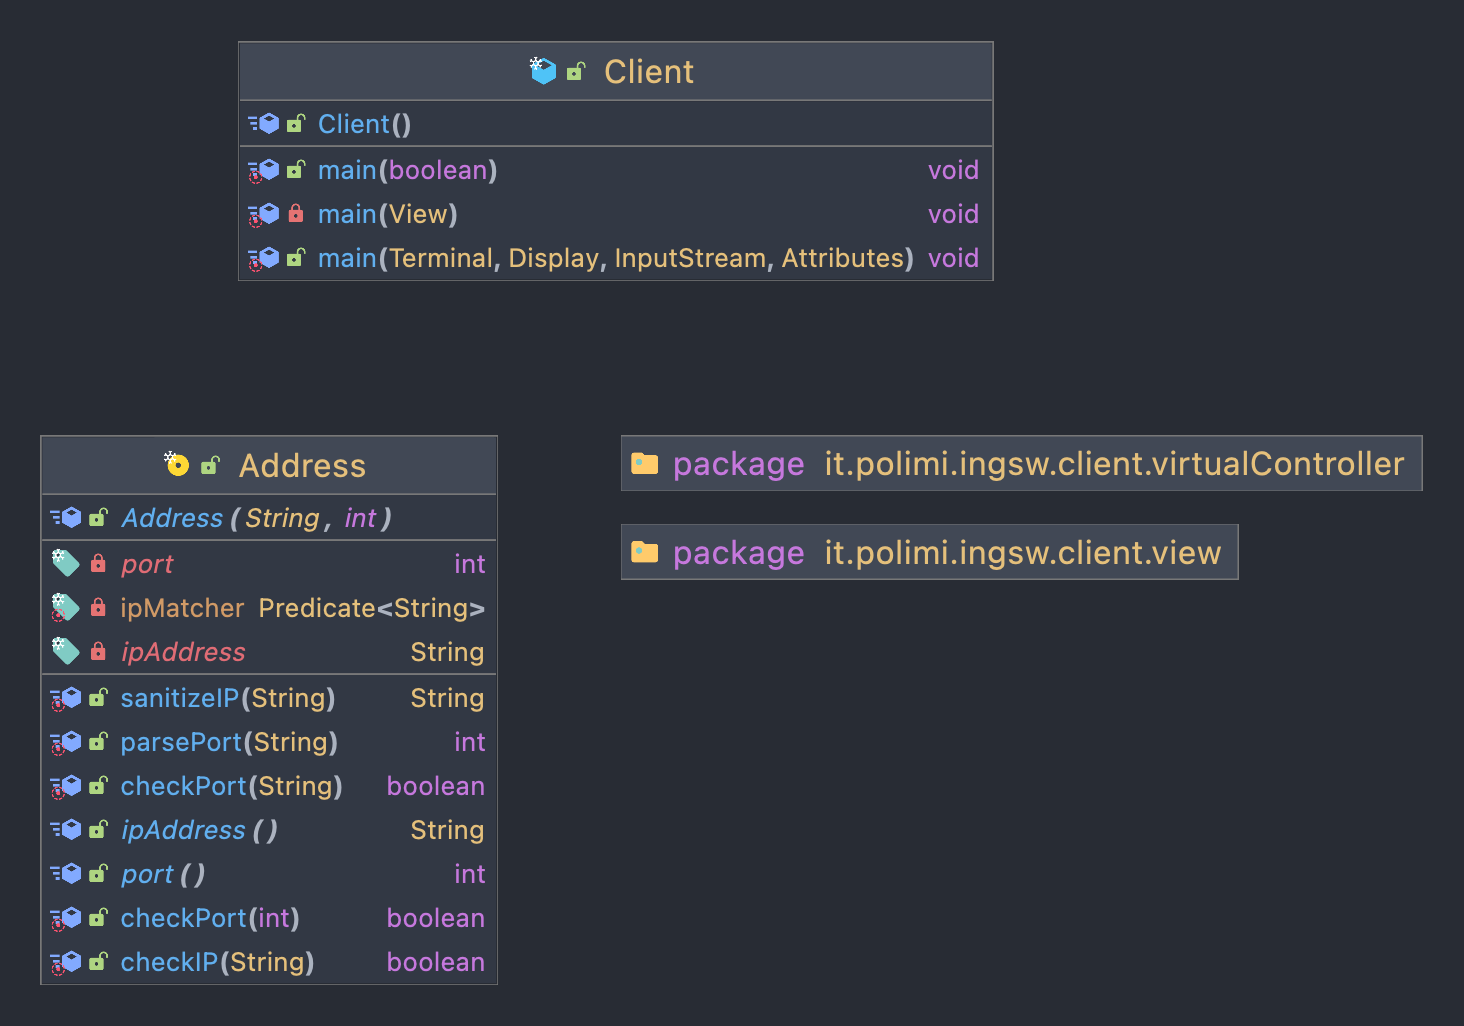 Client
Client()
main(boolean) void
main(View) void
main(Terminal, Display, InputStream, Attributes) void
Address
Address(String, int)
port int
ipMatcher Predicate<String>
ipAddress String
sanitizeIP(String) String
parsePort(String) int
checkPort(String) boolean
ipAddress() String
port() int
checkPort(int) boolean
checkIP(String) boolean
package it.polimi.ingsw.client.virtualController
package it.polimi.ingsw.client.view